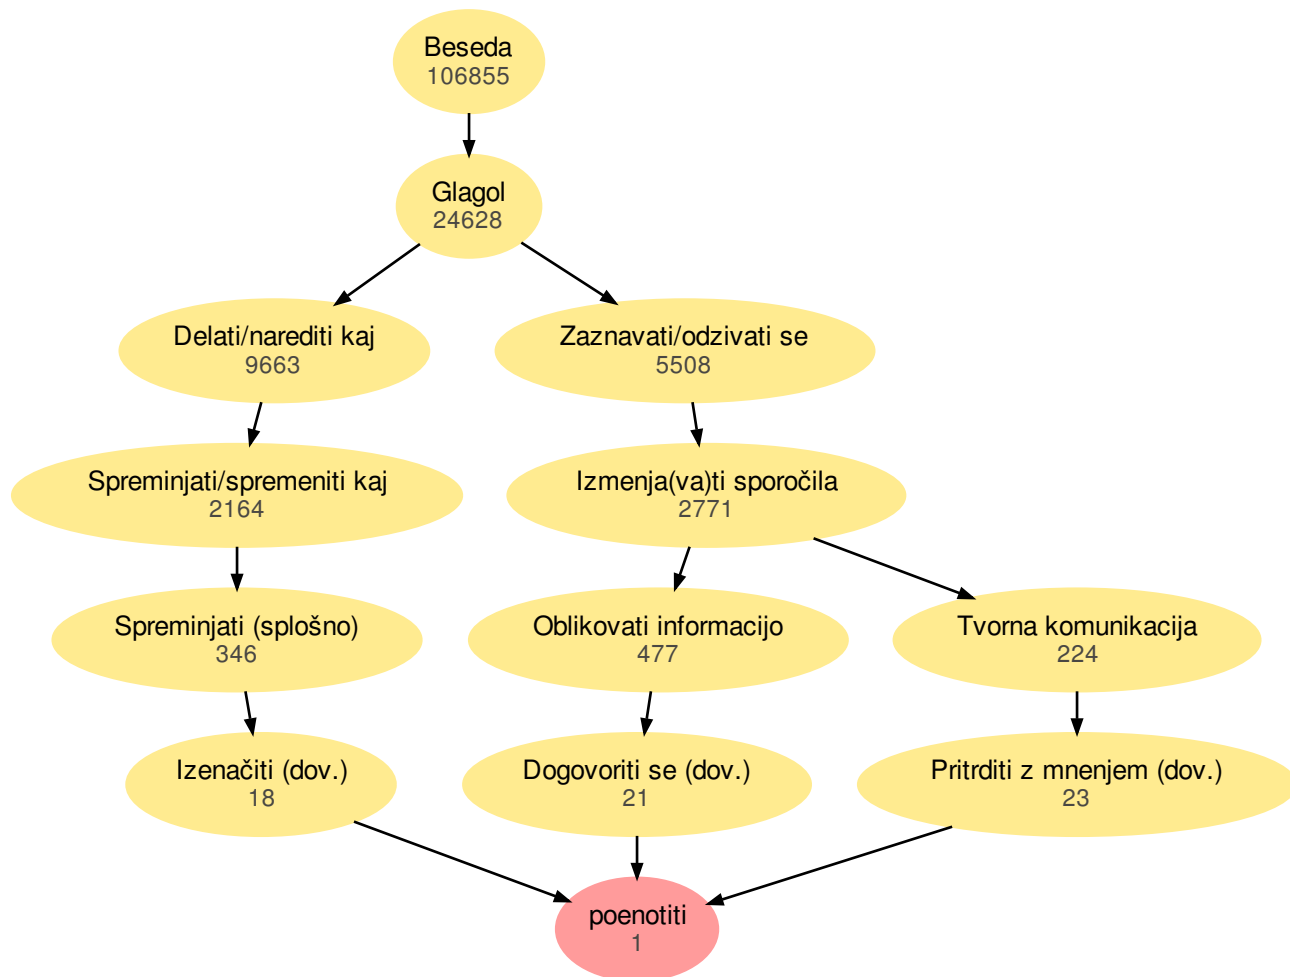 Beseda
106855
Glagol
24628
Delati/narediti kaj
9663
Zaznavati/odzivati se
5508
Spreminjati/spremeniti kaj
2164
Izmenja(va)ti sporočila
2771
Spreminjati (splošno)
346
Oblikovati informacijo
477
Tvorna komunikacija
224
Izenačiti (dov.)
18
Dogovoriti se (dov.)
21
Pritrditi z mnenjem (dov.)
23
poenotiti
1